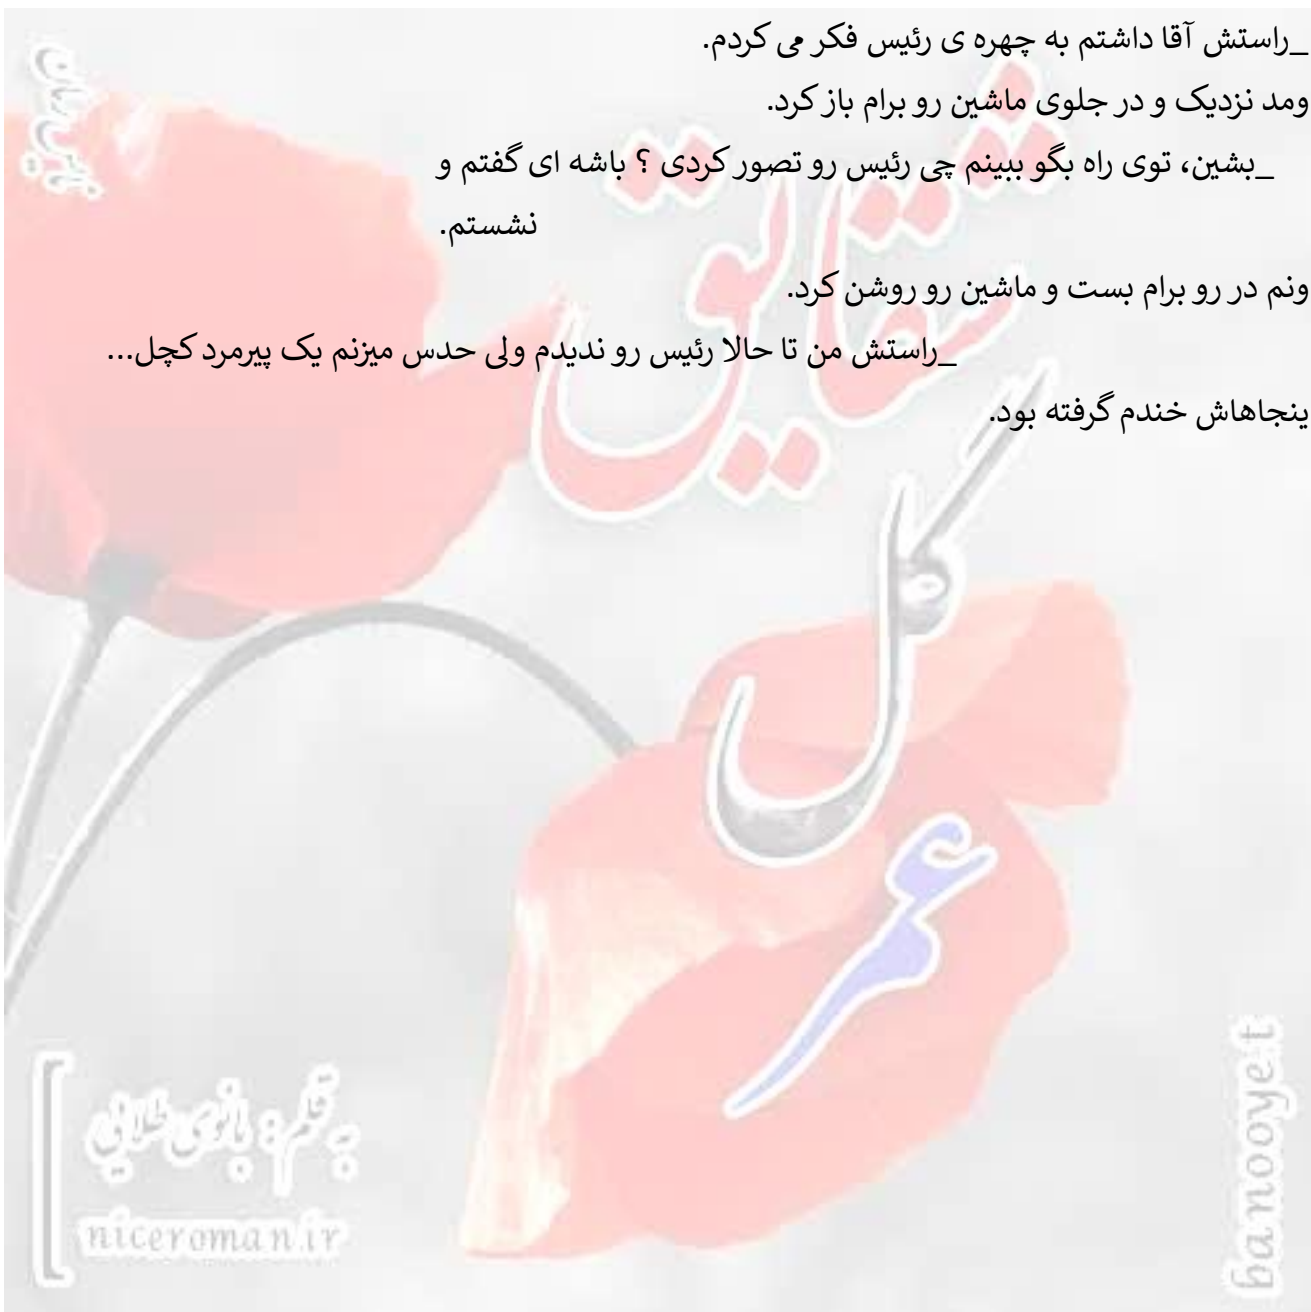 _راستش آقا داشتم به چهره ی رئیس فکر می کردم.
ومد نزدیک و در جلوی ماشین رو برام باز کرد.
_بشین، توی راه بگو ببینم چی رئیس رو تصور کردی ؟ باشه ای گفتم و
نشستم.
ونم در رو برام بست و ماشین رو روشن کرد.
_راستش من تا حالا رئیس رو ندیدم ولی حدس میزنم یک پیرمرد کچل...
ینجاهاش خندم گرفته بود.
شقایق
گل
عمر
به قلم: بانوی طلایی
niceroman.ir
banooye.t